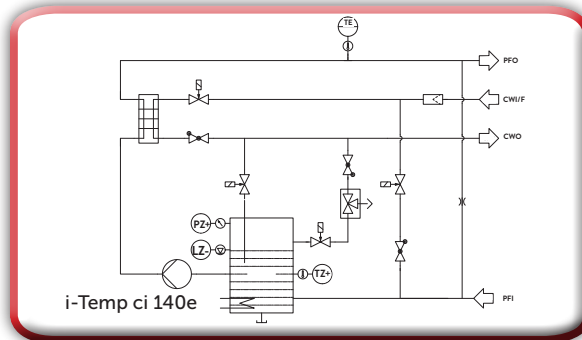 TE
PFO
CWI/F
CWO
PZ+
LZ-
TZ+
i-Temp ci 140e
PFI